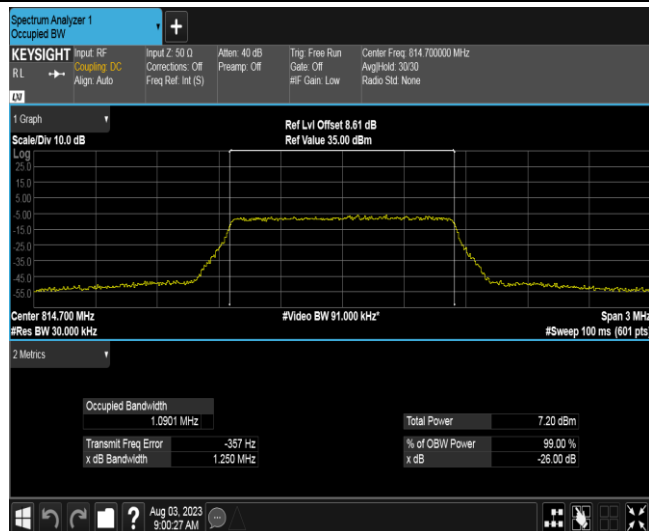 Spectrum Analyzer 1
Occupied BW
+
KEYSIGHT Input: RF Input Z: 50 Ω Atten: 40 dB Trig: Free Run Center Freq: 814.700000 MHz
RL Coupling: DC Corrections: Off Preamp: Off Gate: Off Avg|Hold: 30/30
Align: Auto Freq Ref: Int (S) #IF Gain: Low Radio Std: None
1 Graph
Ref Lvl Offset 8.61 dB
Scale/Div 10.0 dB Ref Value 35.00 dBm
Log
25.0
15.0
5.00
-5.00
-15.0
-25.0
-35.0
-45.0
-55.0
Center 814.700 MHz #Video BW 91.000 kHz* Span 3 MHz
#Res BW 30.000 kHz #Sweep 100 ms (601 pts)
2 Metrics
Occupied Bandwidth
1.0901 MHz Total Power 7.20 dBm
Transmit Freq Error -357 Hz % of OBW Power 99.00 %
x dB Bandwidth 1.250 MHz x dB -26.00 dB
? Aug 03, 2023
9:00:27 AM